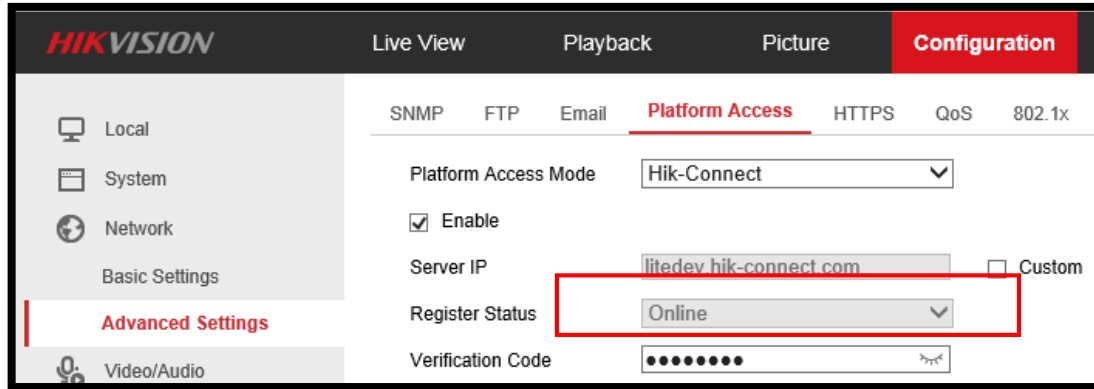 HIKVISION
Live View Playback Picture Configuration
SNMP FTP Email Platform Access HTTPS QoS 802.1x
Local
System
Network
Basic Settings
Advanced Settings
Video/Audio
Platform Access Mode Hik-Connect
Enable
Server IP litedev.hik-connect.com Custom
Register Status Online
Verification Code ●●●●●●●●